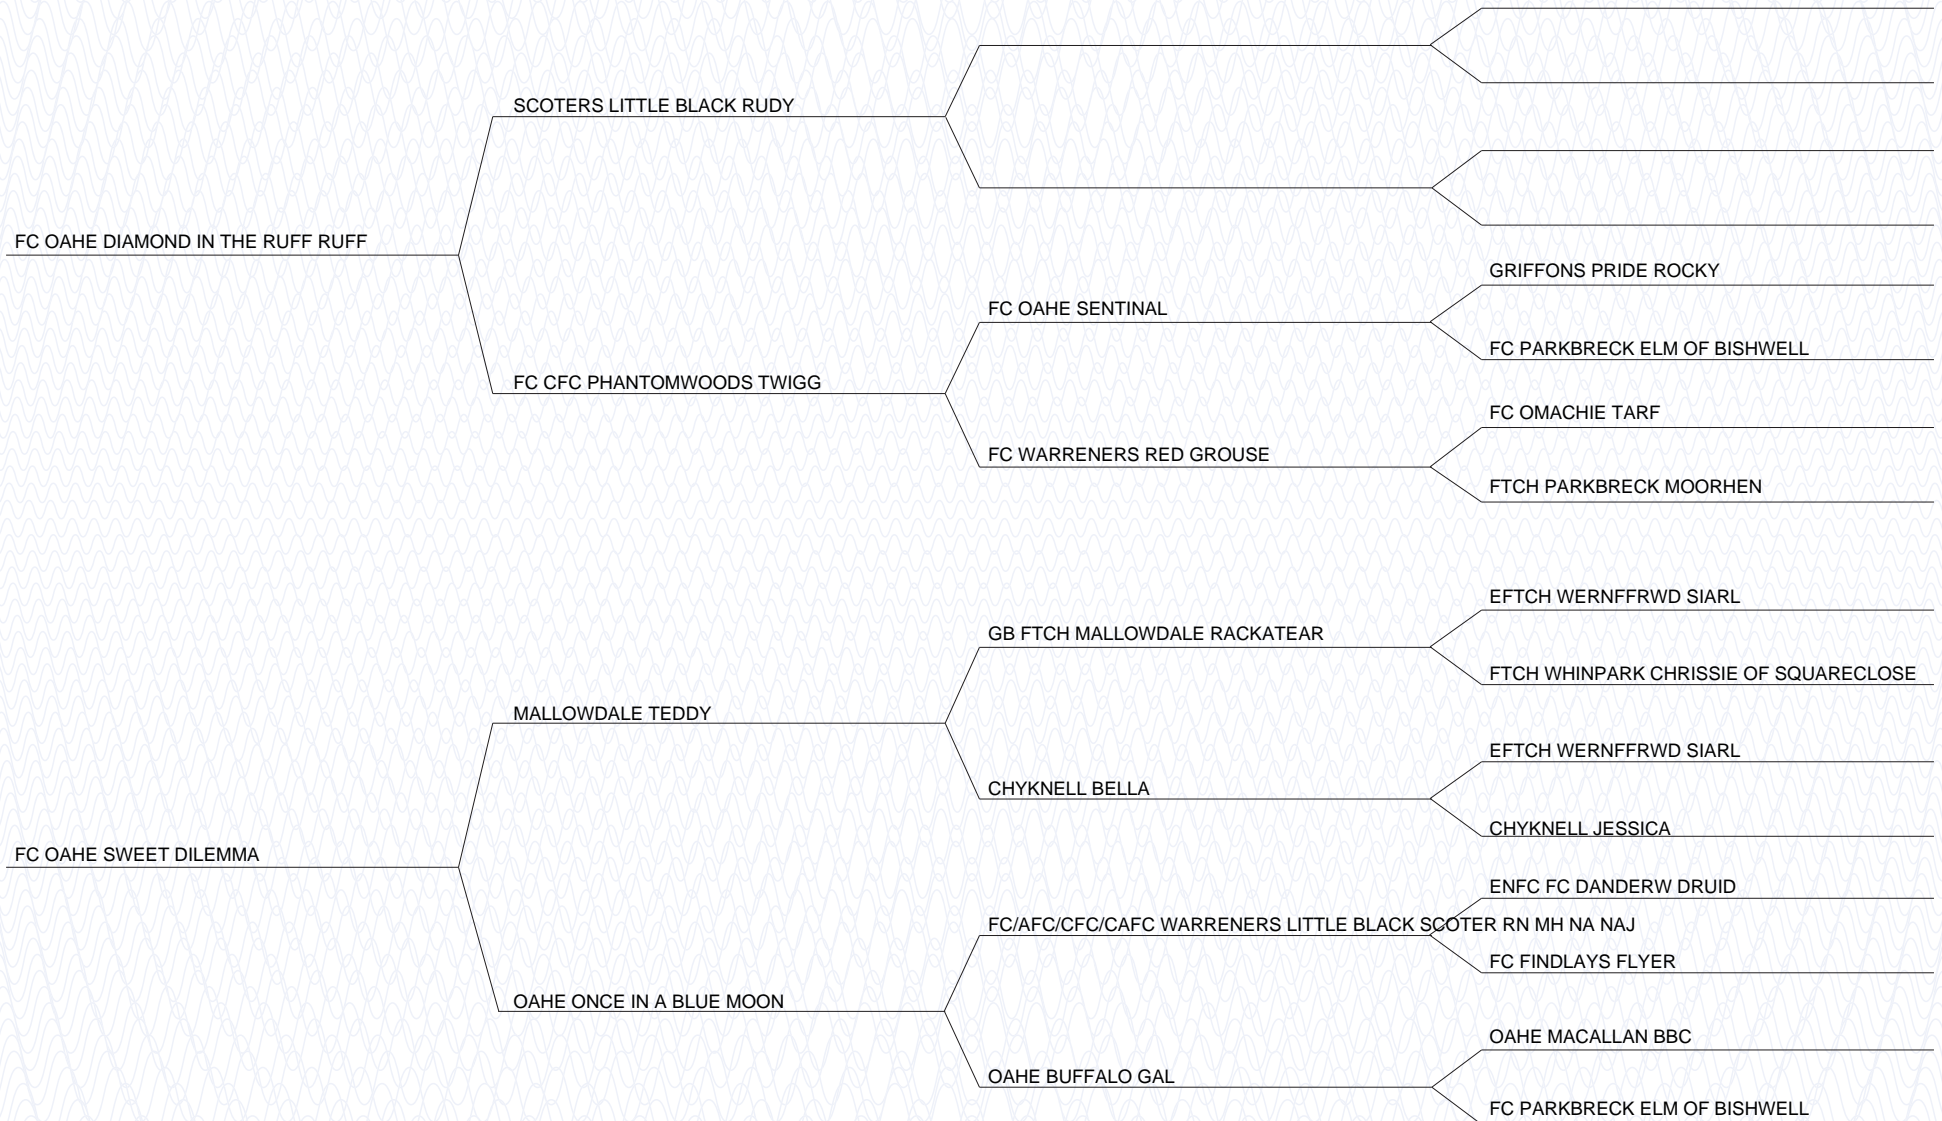 SCOTERS LITTLE BLACK RUDY
FC OAHE DIAMOND IN THE RUFF RUFF
GRIFFONS PRIDE ROCKY
FC OAHE SENTINAL
FC PARKBRECK ELM OF BISHWELL
FC CFC PHANTOMWOODS TWIGG
FC OMACHIE TARF
FC WARRENERS RED GROUSE
FTCH PARKBRECK MOORHEN
EFTCH WERNFFRWD SIARL
GB FTCH MALLOWDALE RACKATEAR
FTCH WHINPARK CHRISSIE OF SQUARECLOSE
MALLOWDALE TEDDY
EFTCH WERNFFRWD SIARL
CHYKNELL BELLA
CHYKNELL JESSICA
FC OAHE SWEET DILEMMA
ENFC FC DANDERW DRUID
FC/AFC/CFC/CAFC WARRENERS LITTLE BLACK SCOTER RN MH NA NAJ
FC FINDLAYS FLYER
OAHE ONCE IN A BLUE MOON
OAHE MACALLAN BBC
OAHE BUFFALO GAL
FC PARKBRECK ELM OF BISHWELL